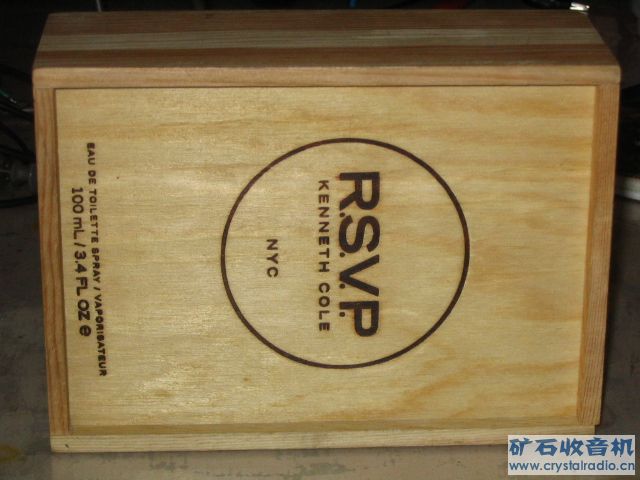 R.S.V.P.
KENNETH COLE
NYC
EAU DE TOILETTE SPRAY / VAPORISATEUR
100 mL / 3.4 FL OZ e
矿石收音机
www.crystalradio.cn